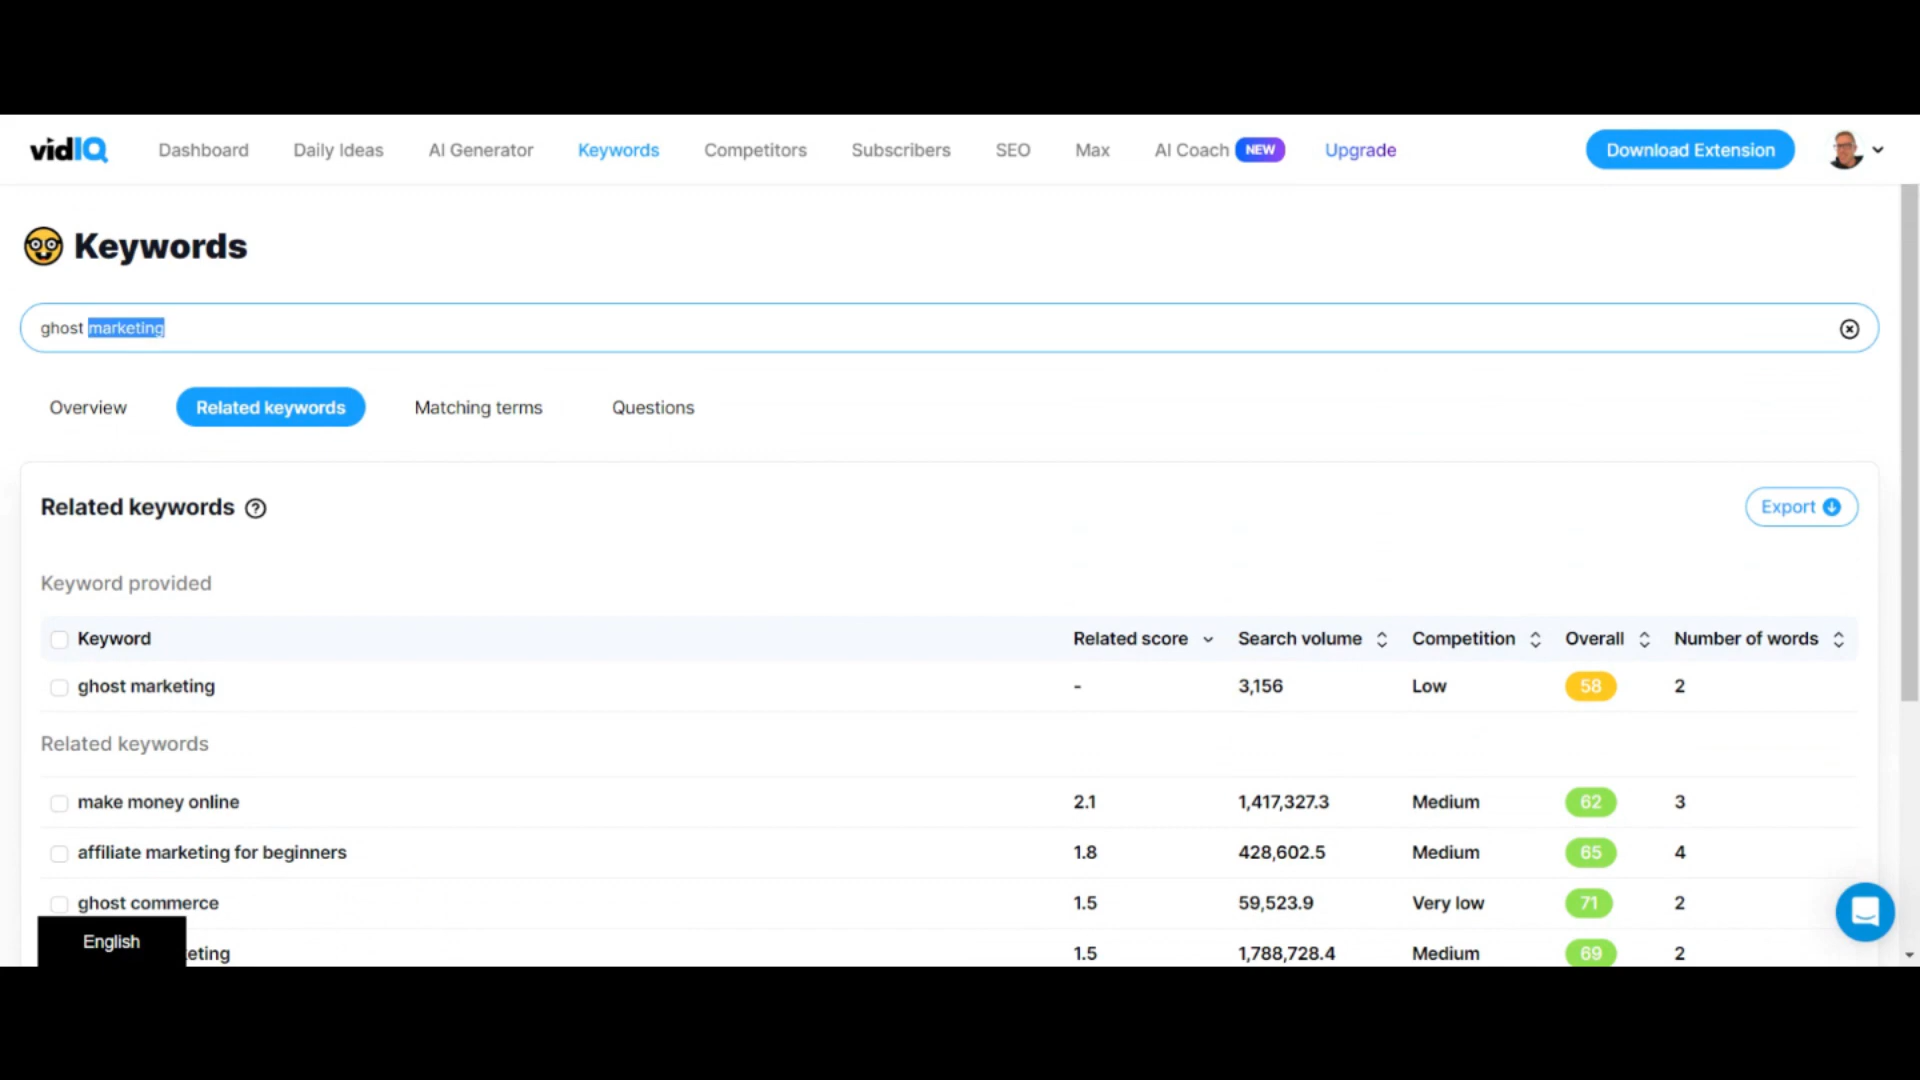 vidIQ Dashboard Daily Ideas AI Generator Keywords Competitors Subscribers SEO Max AI Coach NEW Upgrade Download Extension
Keywords
ghost marketing
Overview Related keywords Matching terms Questions
Related keywords ? Export
Keyword provided
Keyword Related score Search volume Competition Overall Number of words
ghost marketing - 3,156 Low 58 2
Related keywords
make money online 2.1 1,417,327.3 Medium 62 3
affiliate marketing for beginners 1.8 428,602.5 Medium 65 4
ghost commerce 1.5 59,523.9 Very low 71 2
English
eting 1.5 1,788,728.4 Medium 69 2